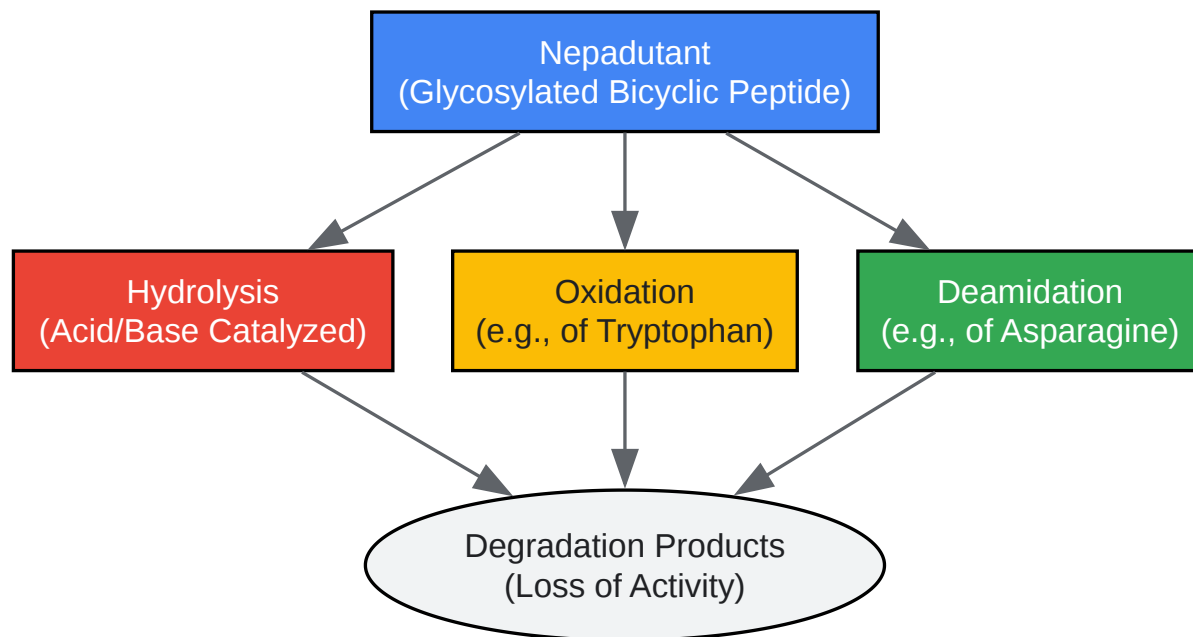 Nepadutant
(Glycosylated Bicyclic Peptide)
Hydrolysis
(Acid/Base Catalyzed)
Oxidation
(e.g., of Tryptophan)
Deamidation
(e.g., of Asparagine)
Degradation Products
(Loss of Activity)